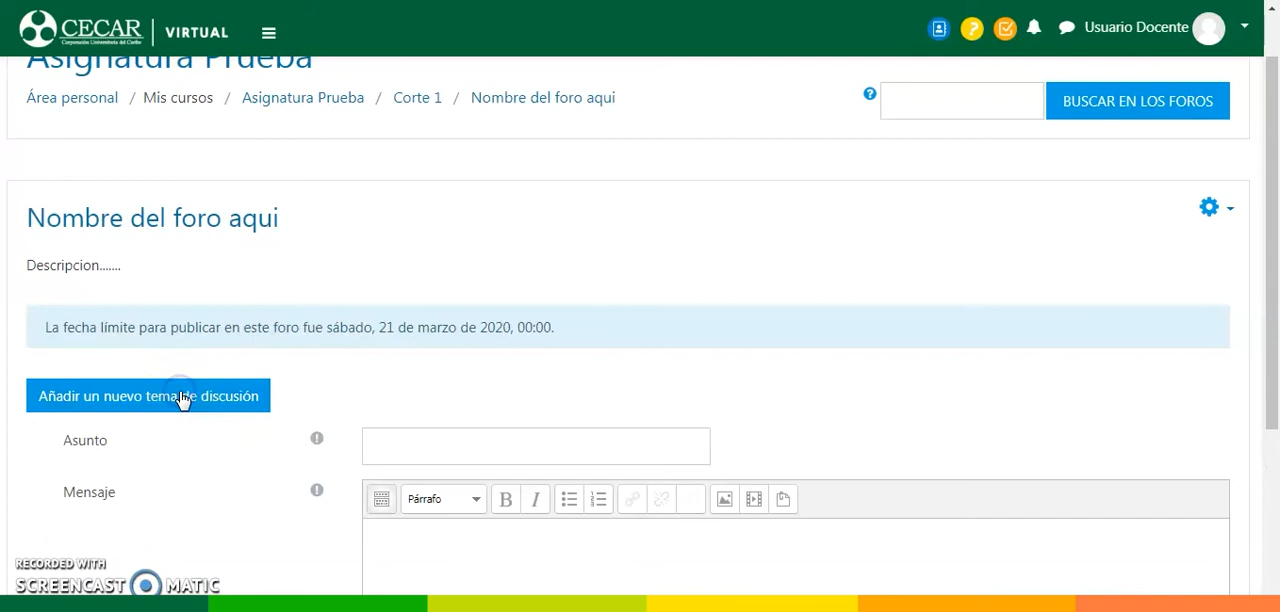 CECAR
Corporación Universitaria del Caribe
VIRTUAL
Usuario Docente
Asignatura Prueba
Área personal / Mis cursos / Asignatura Prueba / Corte 1 / Nombre del foro aqui
BUSCAR EN LOS FOROS
Nombre del foro aqui
Descripcion.......
La fecha límite para publicar en este foro fue sábado, 21 de marzo de 2020, 00:00.
Añadir un nuevo tema de discusión
Asunto
Mensaje
Párrafo
B I
RECORDED WITH
SCREENCAST MATIC